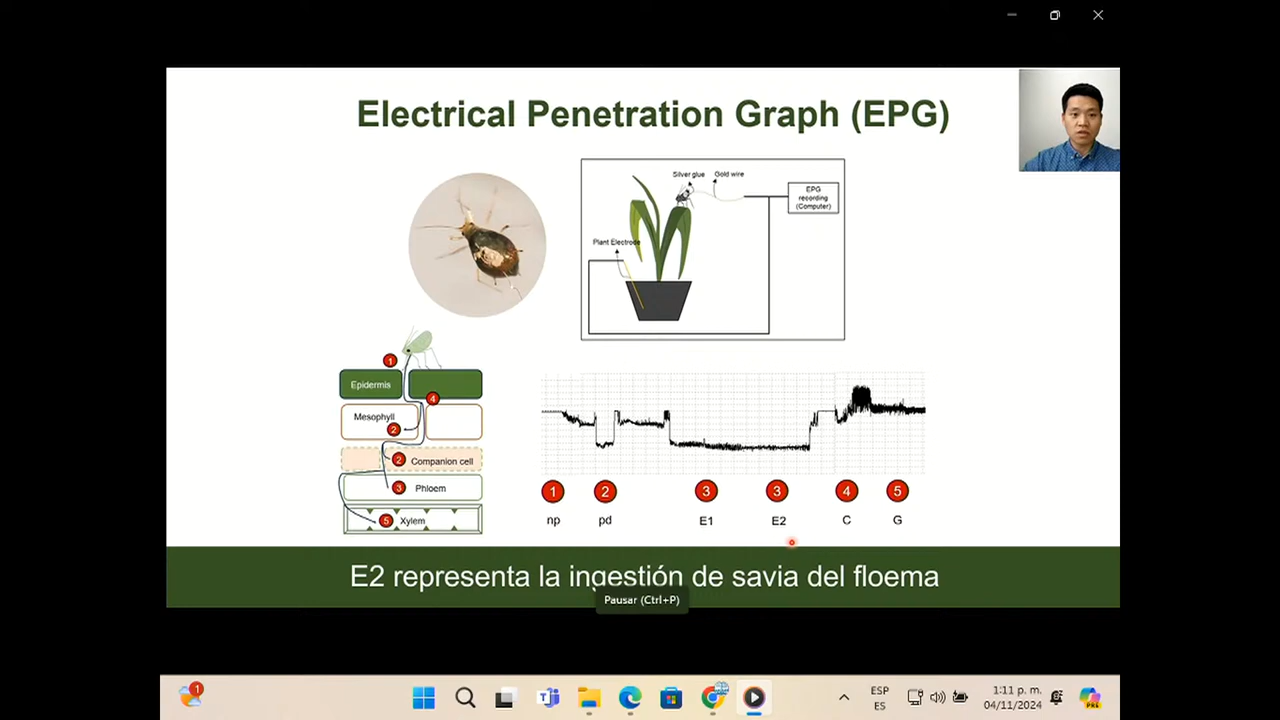 Electrical Penetration Graph (EPG)
Silver glue
Gold wire
EPG
recording
(Computer)
Plant Electrode
1
Epidermis
4
Mesophyll
2
2
Companion cell
3
Phloem
5
Xylem
1
2
3
3
4
5
np
pd
E1
E2
C
G
E2 representa la ingestión de savia del floema
Pausar (Ctrl+P)
1
ESP
ES
1:11 p. m.
04/11/2024
PRE